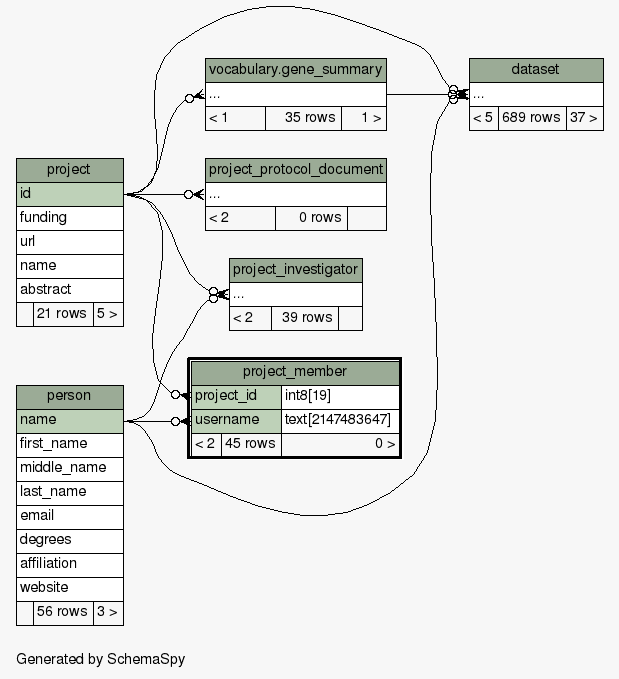 vocabulary.gene_summary
...
< 1 35 rows 1 >
dataset
...
< 5 689 rows 37 >
project
id
funding
url
name
abstract
21 rows 5 >
project_protocol_document
...
< 2 0 rows
project_investigator
...
< 2 39 rows
project_member
project_id int8[19]
username text[2147483647]
< 2 45 rows 0 >
person
name
first_name
middle_name
last_name
email
degrees
affiliation
website
56 rows 3 >
Generated by SchemaSpy